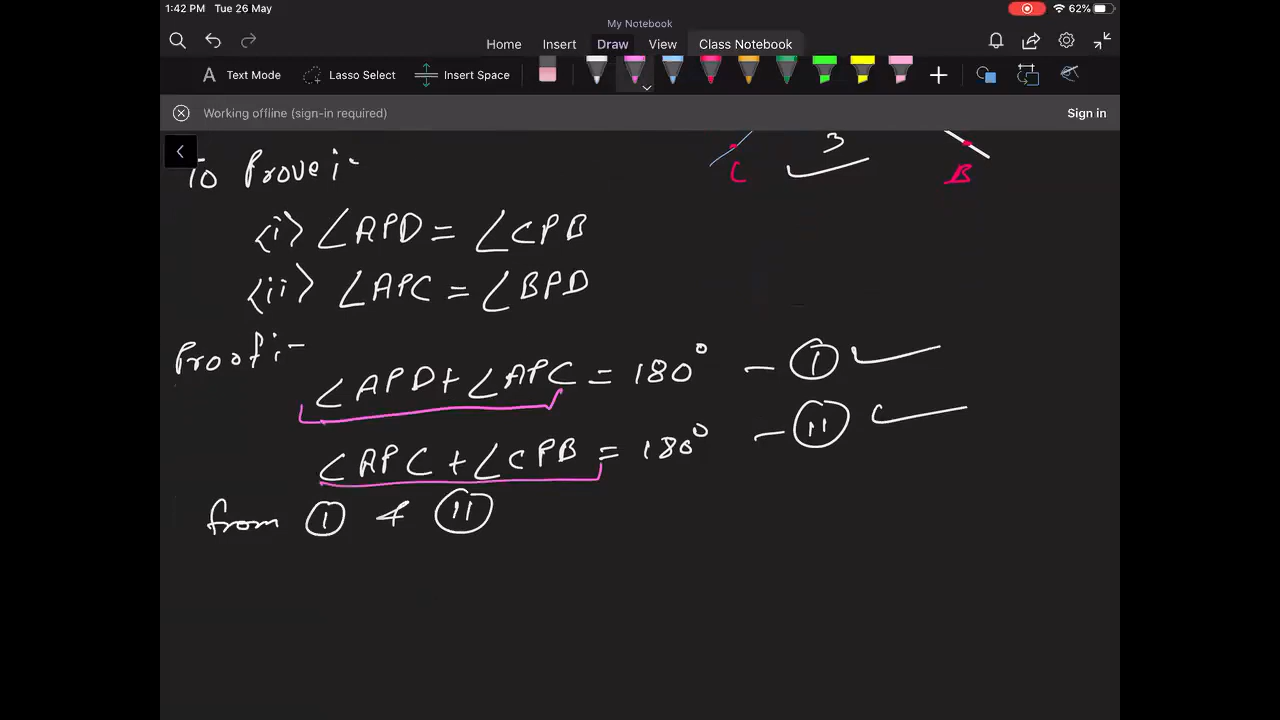 1:42 PM Tue 26 May
62%
My Notebook
Home Insert Draw View Class Notebook
Text Mode Lasso Select Insert Space
Working offline (sign-in required) Sign in
3
C B
To Prove :-
<i> ∠APD = ∠CPB
<ii> ∠APC = ∠BPD
Proof :-
∠APD + ∠APC = 180° - I
∠APC + ∠CPB = 180° - II
from I & II